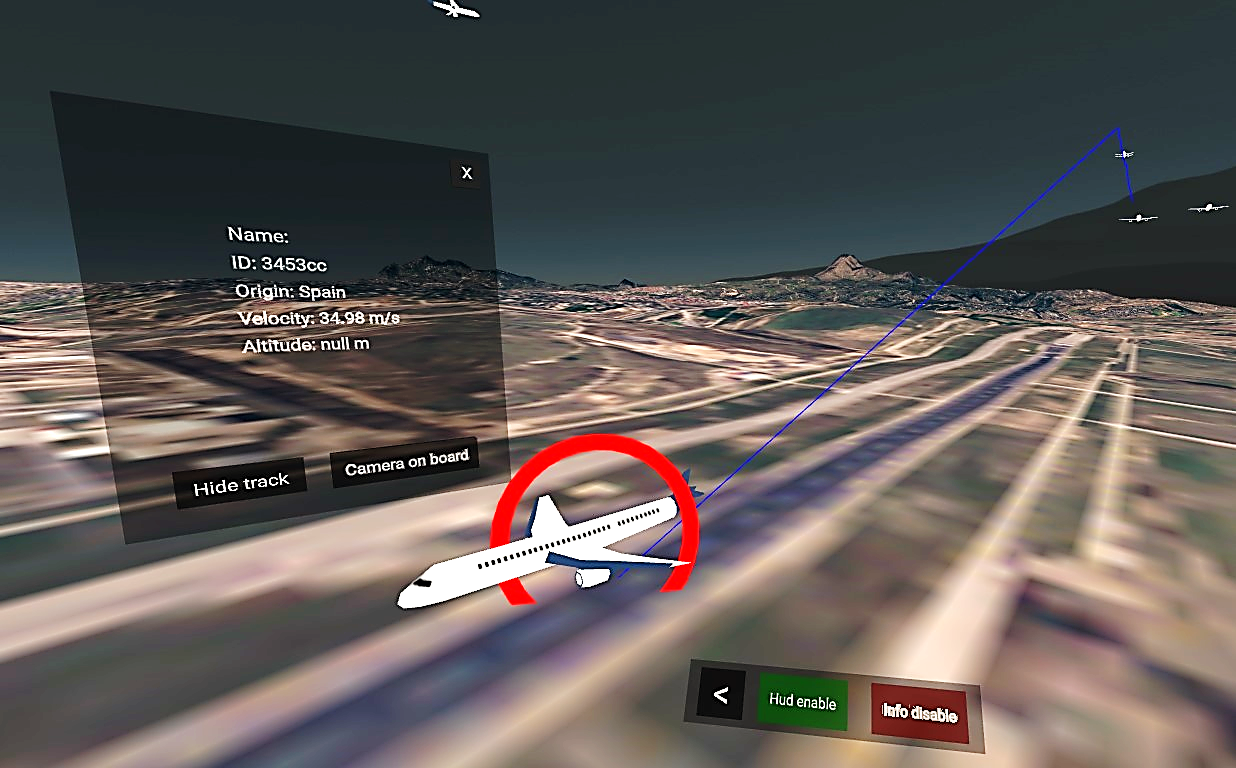 X
Name:
ID: 3453cc
Origin: Spain
Velocity: 34.98 m/s
Altitude: null m
Hide track
Camera on board
<
Hud enable
Info disable